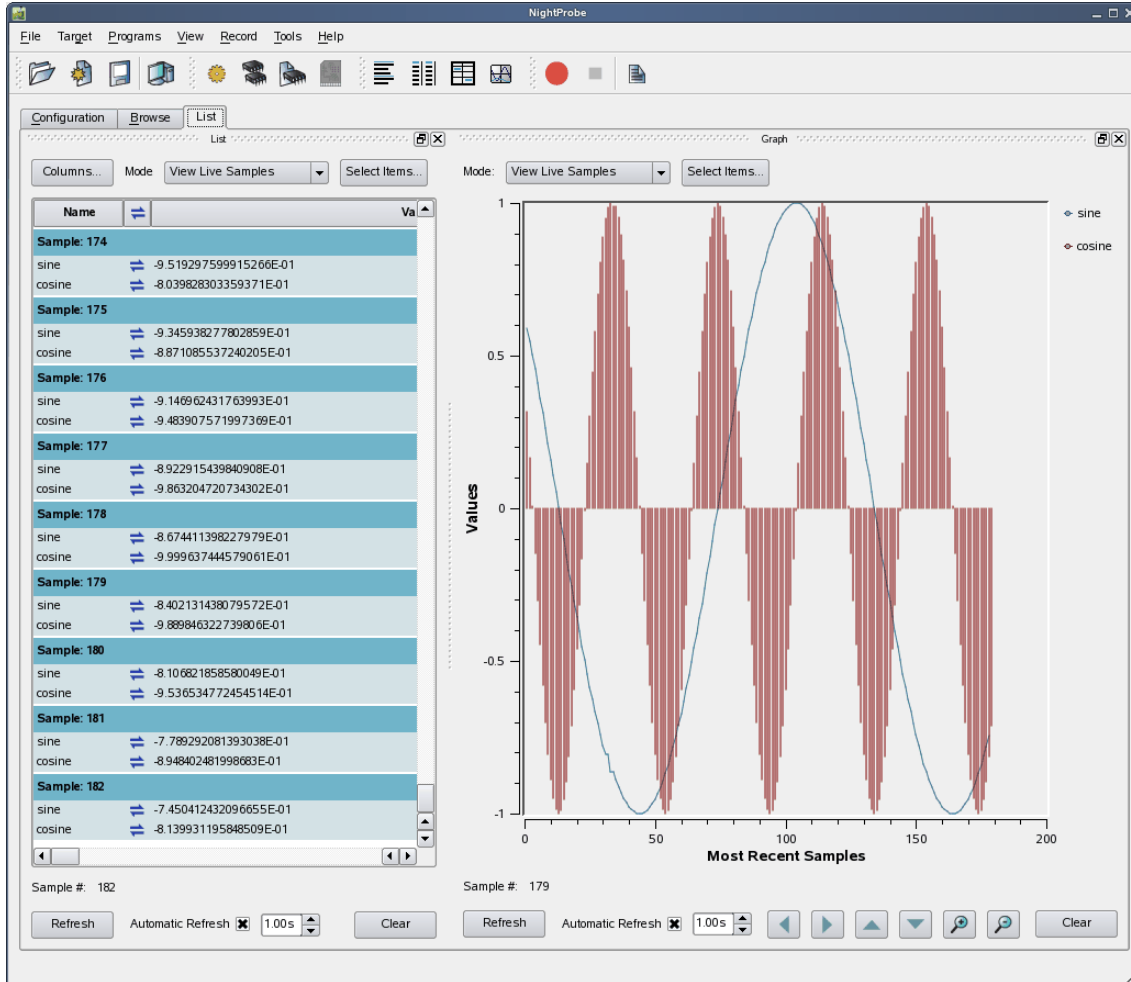 NightProbe
File Target Programs View Record Tools Help
Configuration Browse List
List
Columns... Mode View Live Samples Select Items...
Name Va
Sample: 174
sine -9.519297599915266E-01
cosine -8.039828303359371E-01
Sample: 175
sine -9.345938277802859E-01
cosine -8.871085537240205E-01
Sample: 176
sine -9.146962431763993E-01
cosine -9.483907571997369E-01
Sample: 177
sine -8.922915439840908E-01
cosine -9.863204720734302E-01
Sample: 178
sine -8.674411398227979E-01
cosine -9.999637444579061E-01
Sample: 179
sine -8.402131438079572E-01
cosine -9.889846322739806E-01
Sample: 180
sine -8.106821858580049E-01
cosine -9.536534772454514E-01
Sample: 181
sine -7.789292081393038E-01
cosine -8.948402481998683E-01
Sample: 182
sine -7.450412432096655E-01
cosine -8.139931195848509E-01
Sample #: 182
Refresh Automatic Refresh 1.00s Clear
Graph
Mode: View Live Samples Select Items...
sine
cosine
1
0.5
0
-0.5
-1
Values
0 50 100 150 200
Most Recent Samples
Sample #: 179
Refresh Automatic Refresh 1.00s Clear